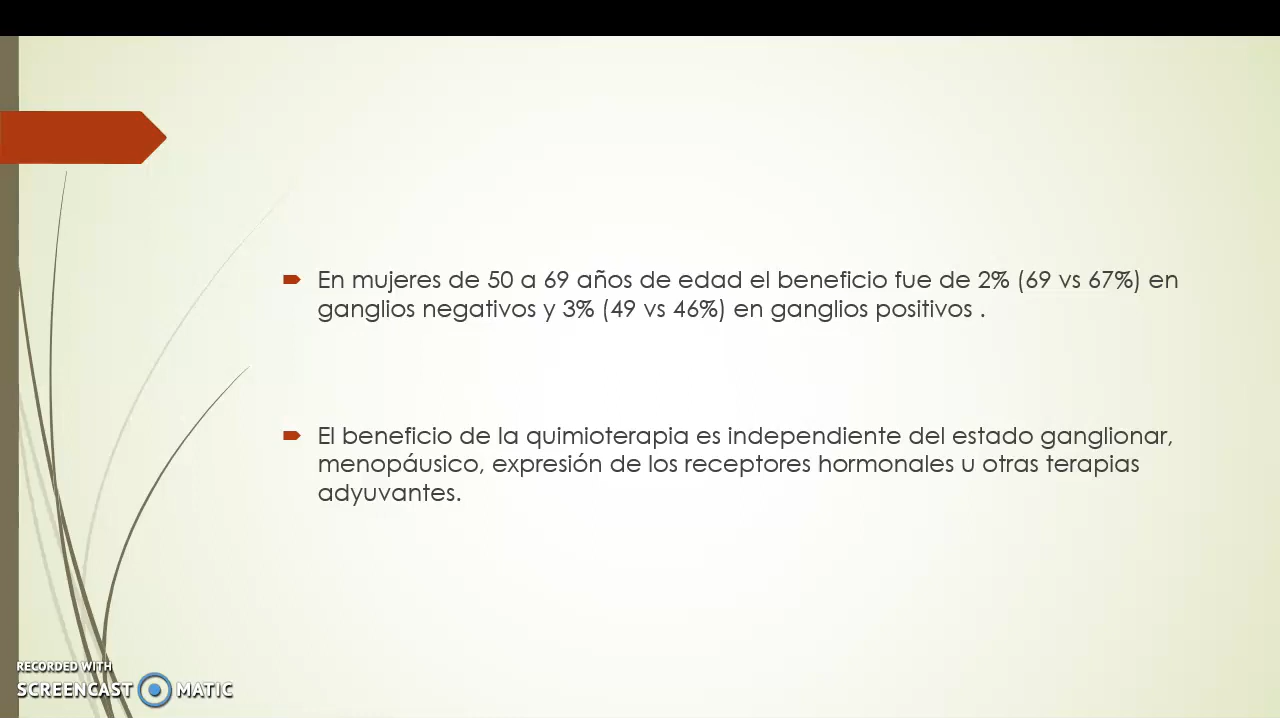 En mujeres de 50 a 69 años de edad el beneficio fue de 2% (69 vs 67%) en
ganglios negativos y 3% (49 vs 46%) en ganglios positivos .
El beneficio de la quimioterapia es independiente del estado ganglionar,
menopáusico, expresión de los receptores hormonales u otras terapias
adyuvantes.
RECORDED WITH
SCREENCAST MATIC